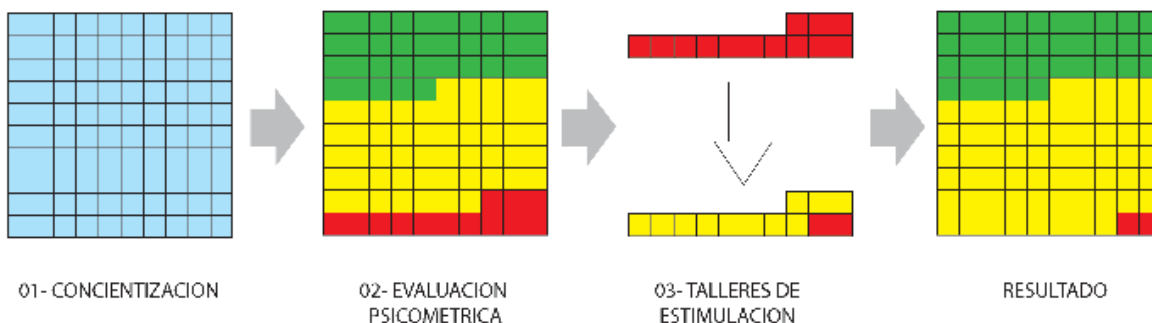 01- CONCIENTIZACION
02- EVALUACION
PSICOMETRICA
03- TALLERES DE
ESTIMULACION
RESULTADO